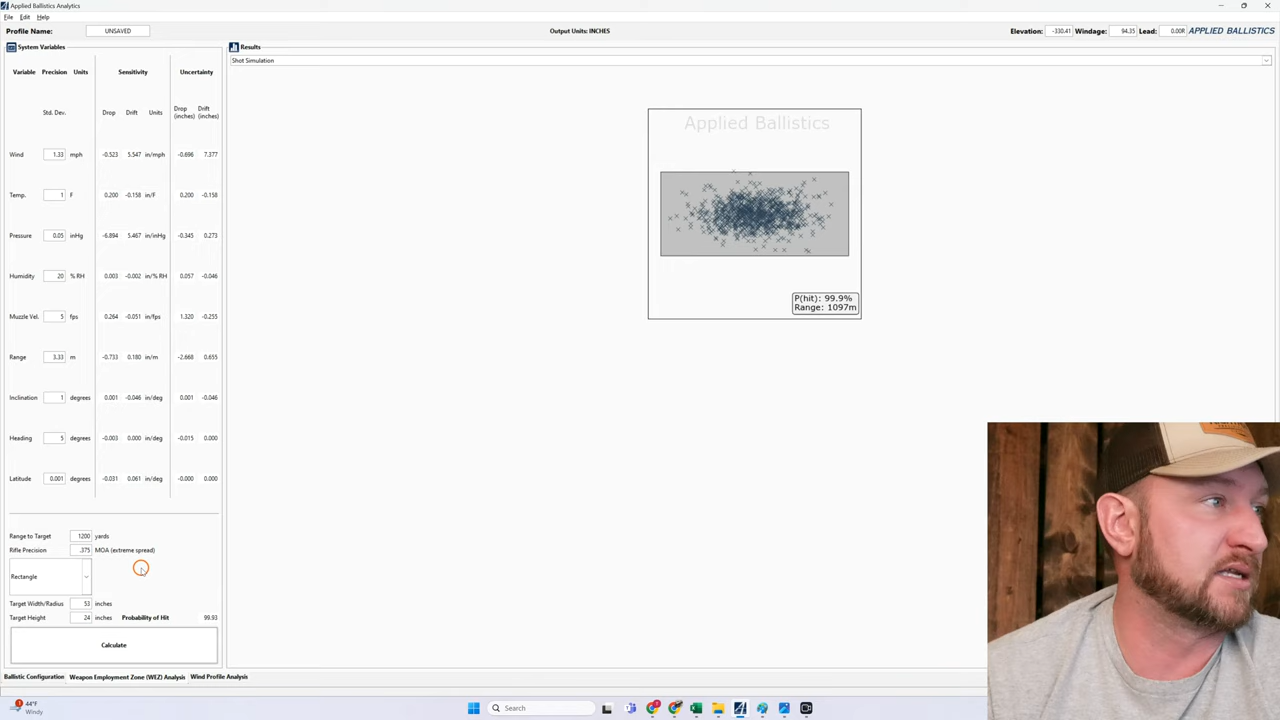 Applied Ballistics Analytics
File Edit Help
Profile Name: UNSAVED Output Units: INCHES Elevation: -330.41 Windage: 94.35 Lead: 0.00R APPLIED BALLISTICS
System Variables
Results
Shot Simulation
Variable Precision Units Sensitivity Uncertainty
Std. Dev. Drop Drift Units Drop (inches) Drift (inches)
Wind 1.33 mph -0.523 5.547 in/mph -0.696 7.377
Temp. 1 F 0.200 -0.158 in/F 0.200 -0.158
Pressure 0.05 inHg -6.894 5.467 in/inHg -0.345 0.273
Humidity 20 % RH 0.003 -0.002 in/% RH 0.057 -0.046
Muzzle Vel. 5 fps 0.264 -0.051 in/fps 1.320 -0.255
Range 3.33 m -0.733 0.180 in/m -2.668 0.655
Inclination 1 degrees 0.001 -0.046 in/deg 0.001 -0.046
Heading 5 degrees -0.003 0.000 in/deg -0.015 0.000
Latitude 0.001 degrees -0.031 0.061 in/deg -0.000 0.000
Applied Ballistics
P(hit): 99.9%
Range: 1097m
Range to Target 1200 yards
Rifle Precision .375 MOA (extreme spread)
Rectangle
Target Width/Radius 53 inches
Target Height 24 inches Probability of Hit 99.93
Calculate
Ballistic Configuration Weapon Employment Zone (WEZ) Analysis Wind Profile Analysis
44°F
Windy
Search